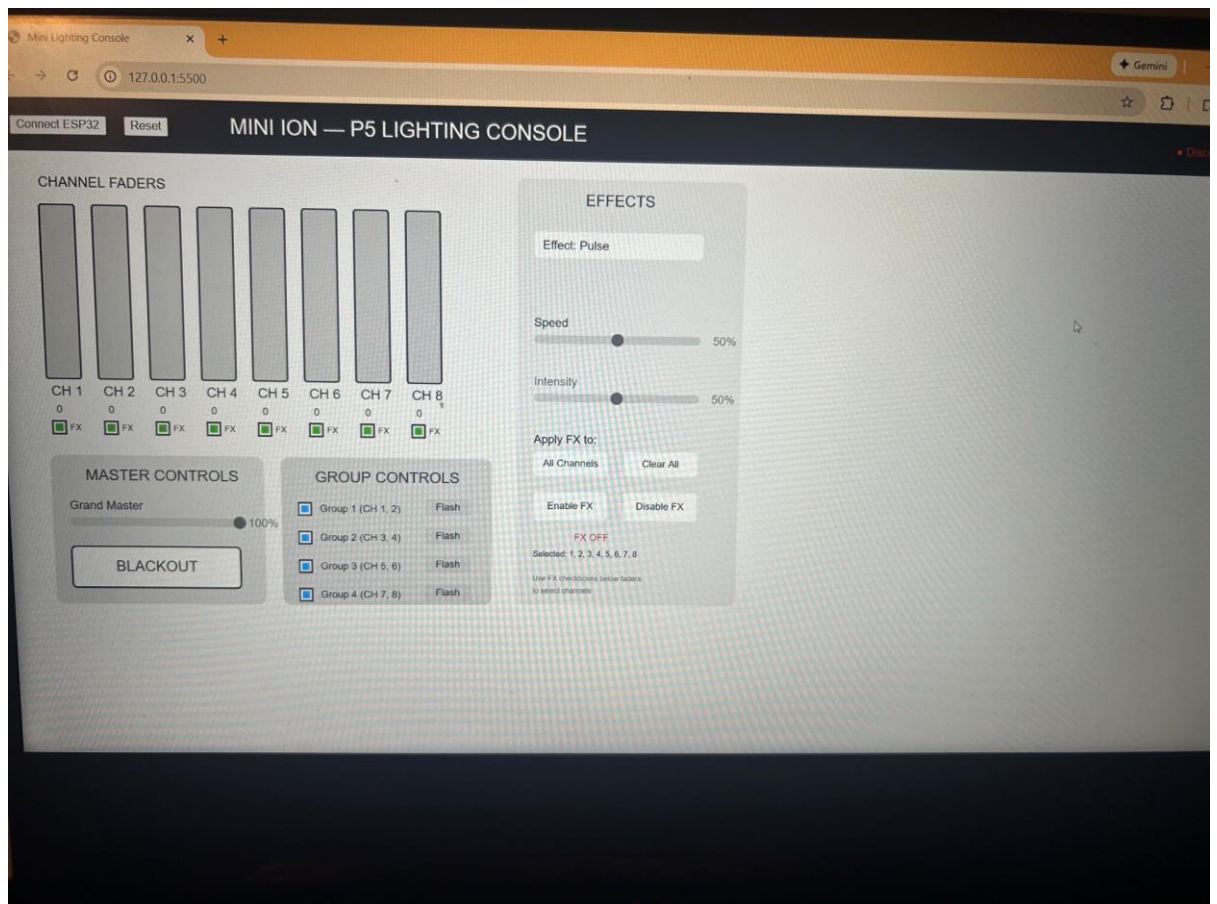 Mini Lighting Console
Gemini
127.0.0.1:5500
Connect ESP32 Reset MINI ION — P5 LIGHTING CONSOLE
CHANNEL FADERS
CH 1 CH 2 CH 3 CH 4 CH 5 CH 6 CH 7 CH 8
0 0 0 0 0 0 0 0
FX FX FX FX FX FX FX FX
MASTER CONTROLS
Grand Master
100%
BLACKOUT
GROUP CONTROLS
Group 1 (CH 1, 2) Flash
Group 2 (CH 3, 4) Flash
Group 3 (CH 5, 6) Flash
Group 4 (CH 7, 8) Flash
EFFECTS
Effect: Pulse
Speed
50%
Intensity
50%
Apply FX to:
All Channels Clear All
Enable FX Disable FX
FX OFF
Selected: 1, 2, 3, 4, 5, 6, 7, 8
Use FX checkboxes below faders
to select channels